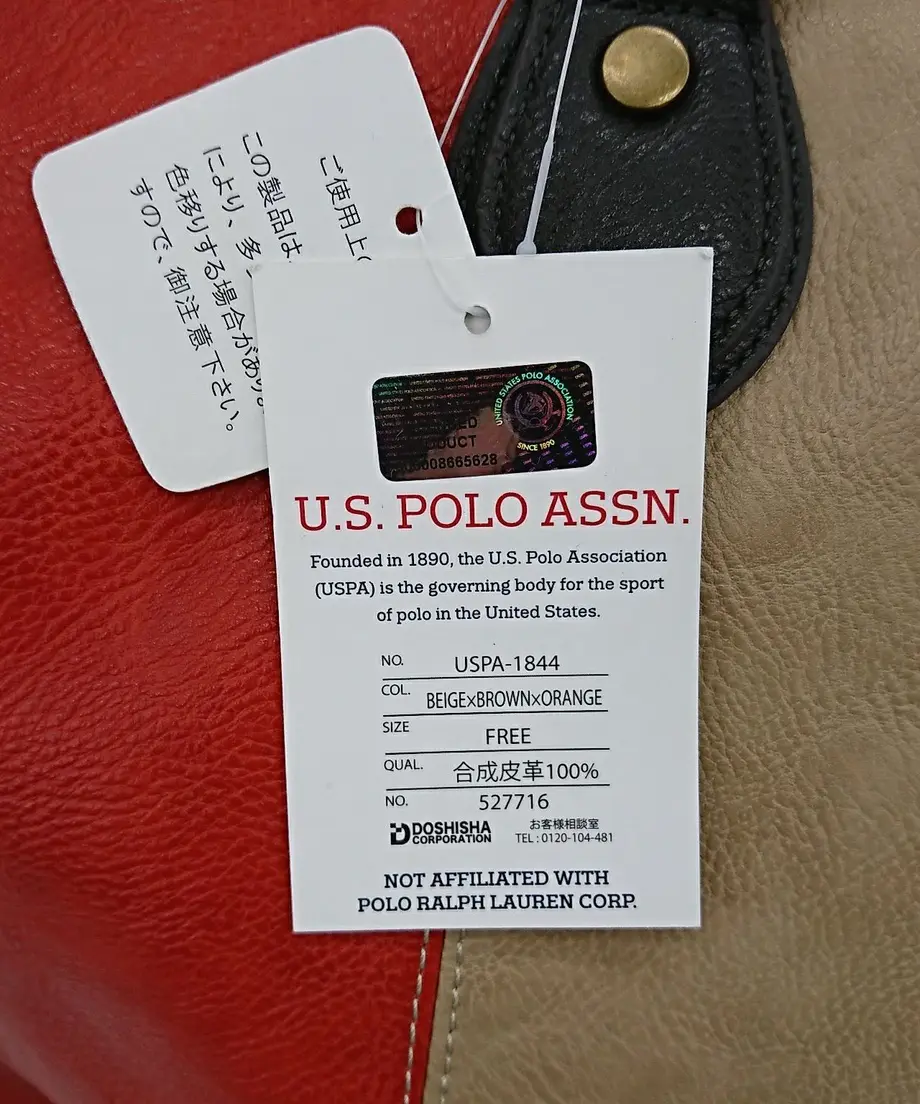 ご使用上
この製品は
により、多
色移りする場合があり
すので、御注意下さい。
UNITED STATES POLO ASSOCIATION
SINCE 1890
008665628
U.S. POLO ASSN.
Founded in 1890, the U.S. Polo Association
(USPA) is the governing body for the sport
of polo in the United States.
NO. USPA-1844
COL. BEIGE×BROWN×ORANGE
SIZE FREE
QUAL. 合成皮革100%
NO. 527716
DOSHISHA
CORPORATION
お客様相談室
TEL : 0120-104-481
NOT AFFILIATED WITH
POLO RALPH LAUREN CORP.